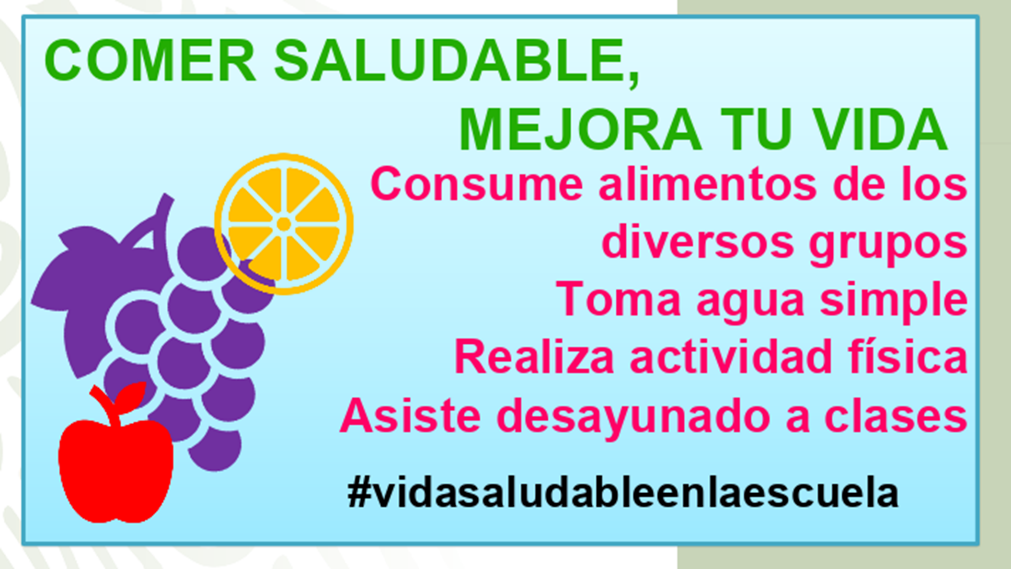 COMER SALUDABLE,
MEJORA TU VIDA
Consume alimentos de los
diversos grupos
Toma agua simple
Realiza actividad física
Asiste desayunado a clases
#vidasaludableenlaescuela